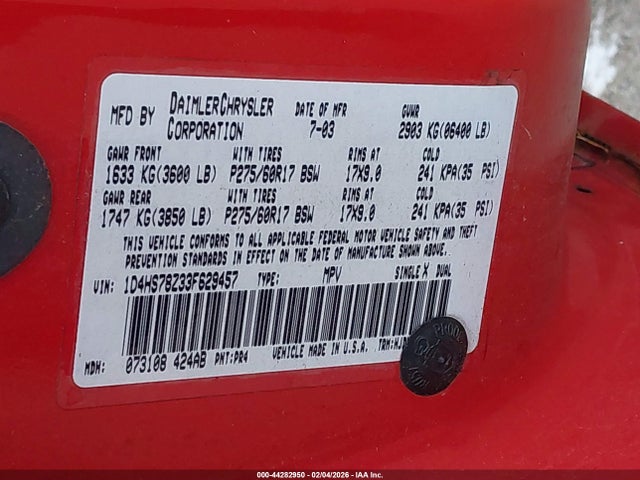 MFD BY DAIMLERCHRYSLER CORPORATION DATE OF MFR 7-03 GVWR 2903 KG(06400 LB)
GAWR FRONT WITH TIRES RIMS AT COLD
1633 KG(3600 LB) P275/60R17 BSW 17X9.0 241 KPA(35 PSI)
GAWR REAR WITH TIRES RIMS AT COLD
1747 KG(3850 LB) P275/60R17 BSW 17X9.0 241 KPA(35 PSI)
THIS VEHICLE CONFORMS TO ALL APPLICABLE FEDERAL MOTOR VEHICLE SAFETY AND THEFT
PREVENTION STANDARDS IN EFFECT ON THE DATE OF MANUFACTURE SHOWN ABOVE.
VIN: 1D4HS78Z33F629457 TYPE: MPV SINGLE X DUAL
MDH: 073108 424AB PNT:PR4 VEHICLE MADE IN U.S.A.
000-44282950 - 02/04/2026 - IAA Inc.